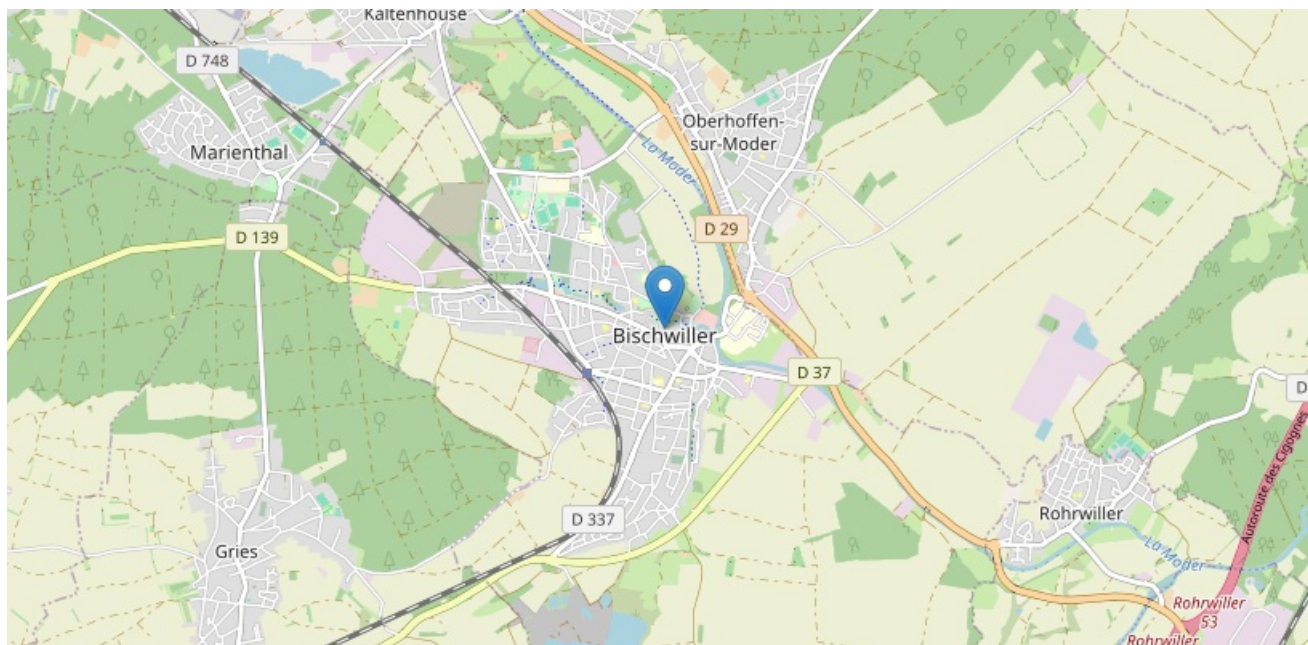 Kaltenhouse
D 748
Oberhoffen-
sur-Moder
Marienthal
La Moder
D 29
D 139
Bischwiller
D 37
D
Autoroute des Cigognes
Rohrwiller
D 337
Gries
La Moder
Rohrwiller
53
Rohrwiller